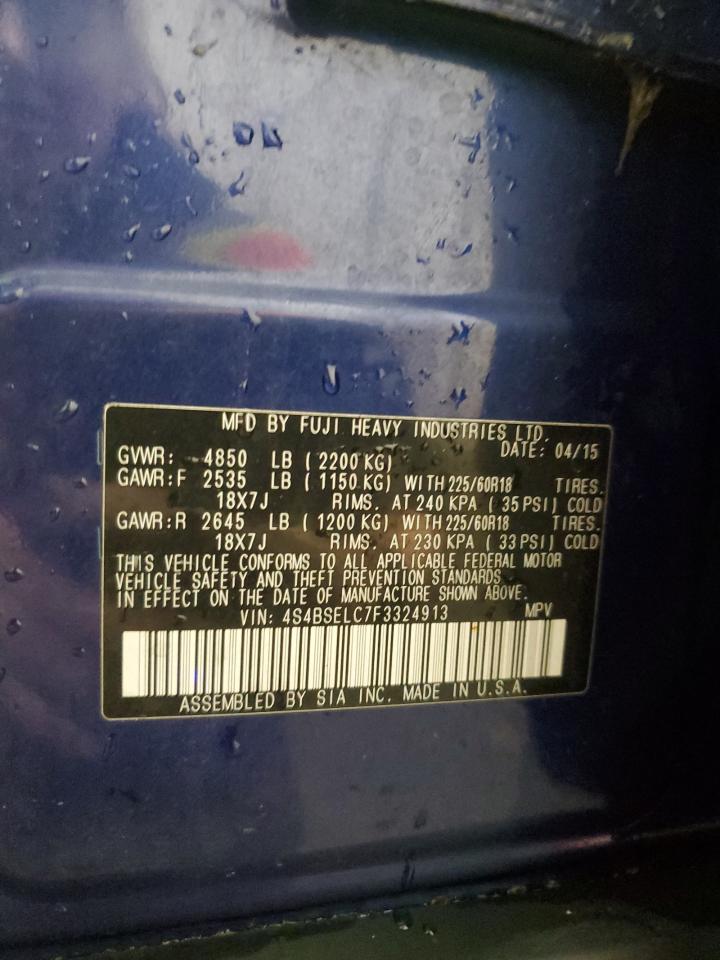 MFD BY FUJI HEAVY INDUSTRIES LTD.
DATE: 04/15
GVWR: 4850 LB (2200 KG)
GAWR:F 2535 LB (1150 KG) WITH 225/60R18 TIRES.
18X7J RIMS. AT 240 KPA (35 PSI) COLD
GAWR:R 2645 LB (1200 KG) WITH 225/60R18 TIRES.
18X7J RIMS. AT 230 KPA (33 PSI) COLD
THIS VEHICLE CONFORMS TO ALL APPLICABLE FEDERAL MOTOR
VEHICLE SAFETY AND THEFT PREVENTION STANDARDS
IN EFFECT ON THE DATE OF MANUFACTURE SHOWN ABOVE.
VIN: 4S4BSELC7F3324913 MPV
ASSEMBLED BY SIA INC. MADE IN U.S.A.